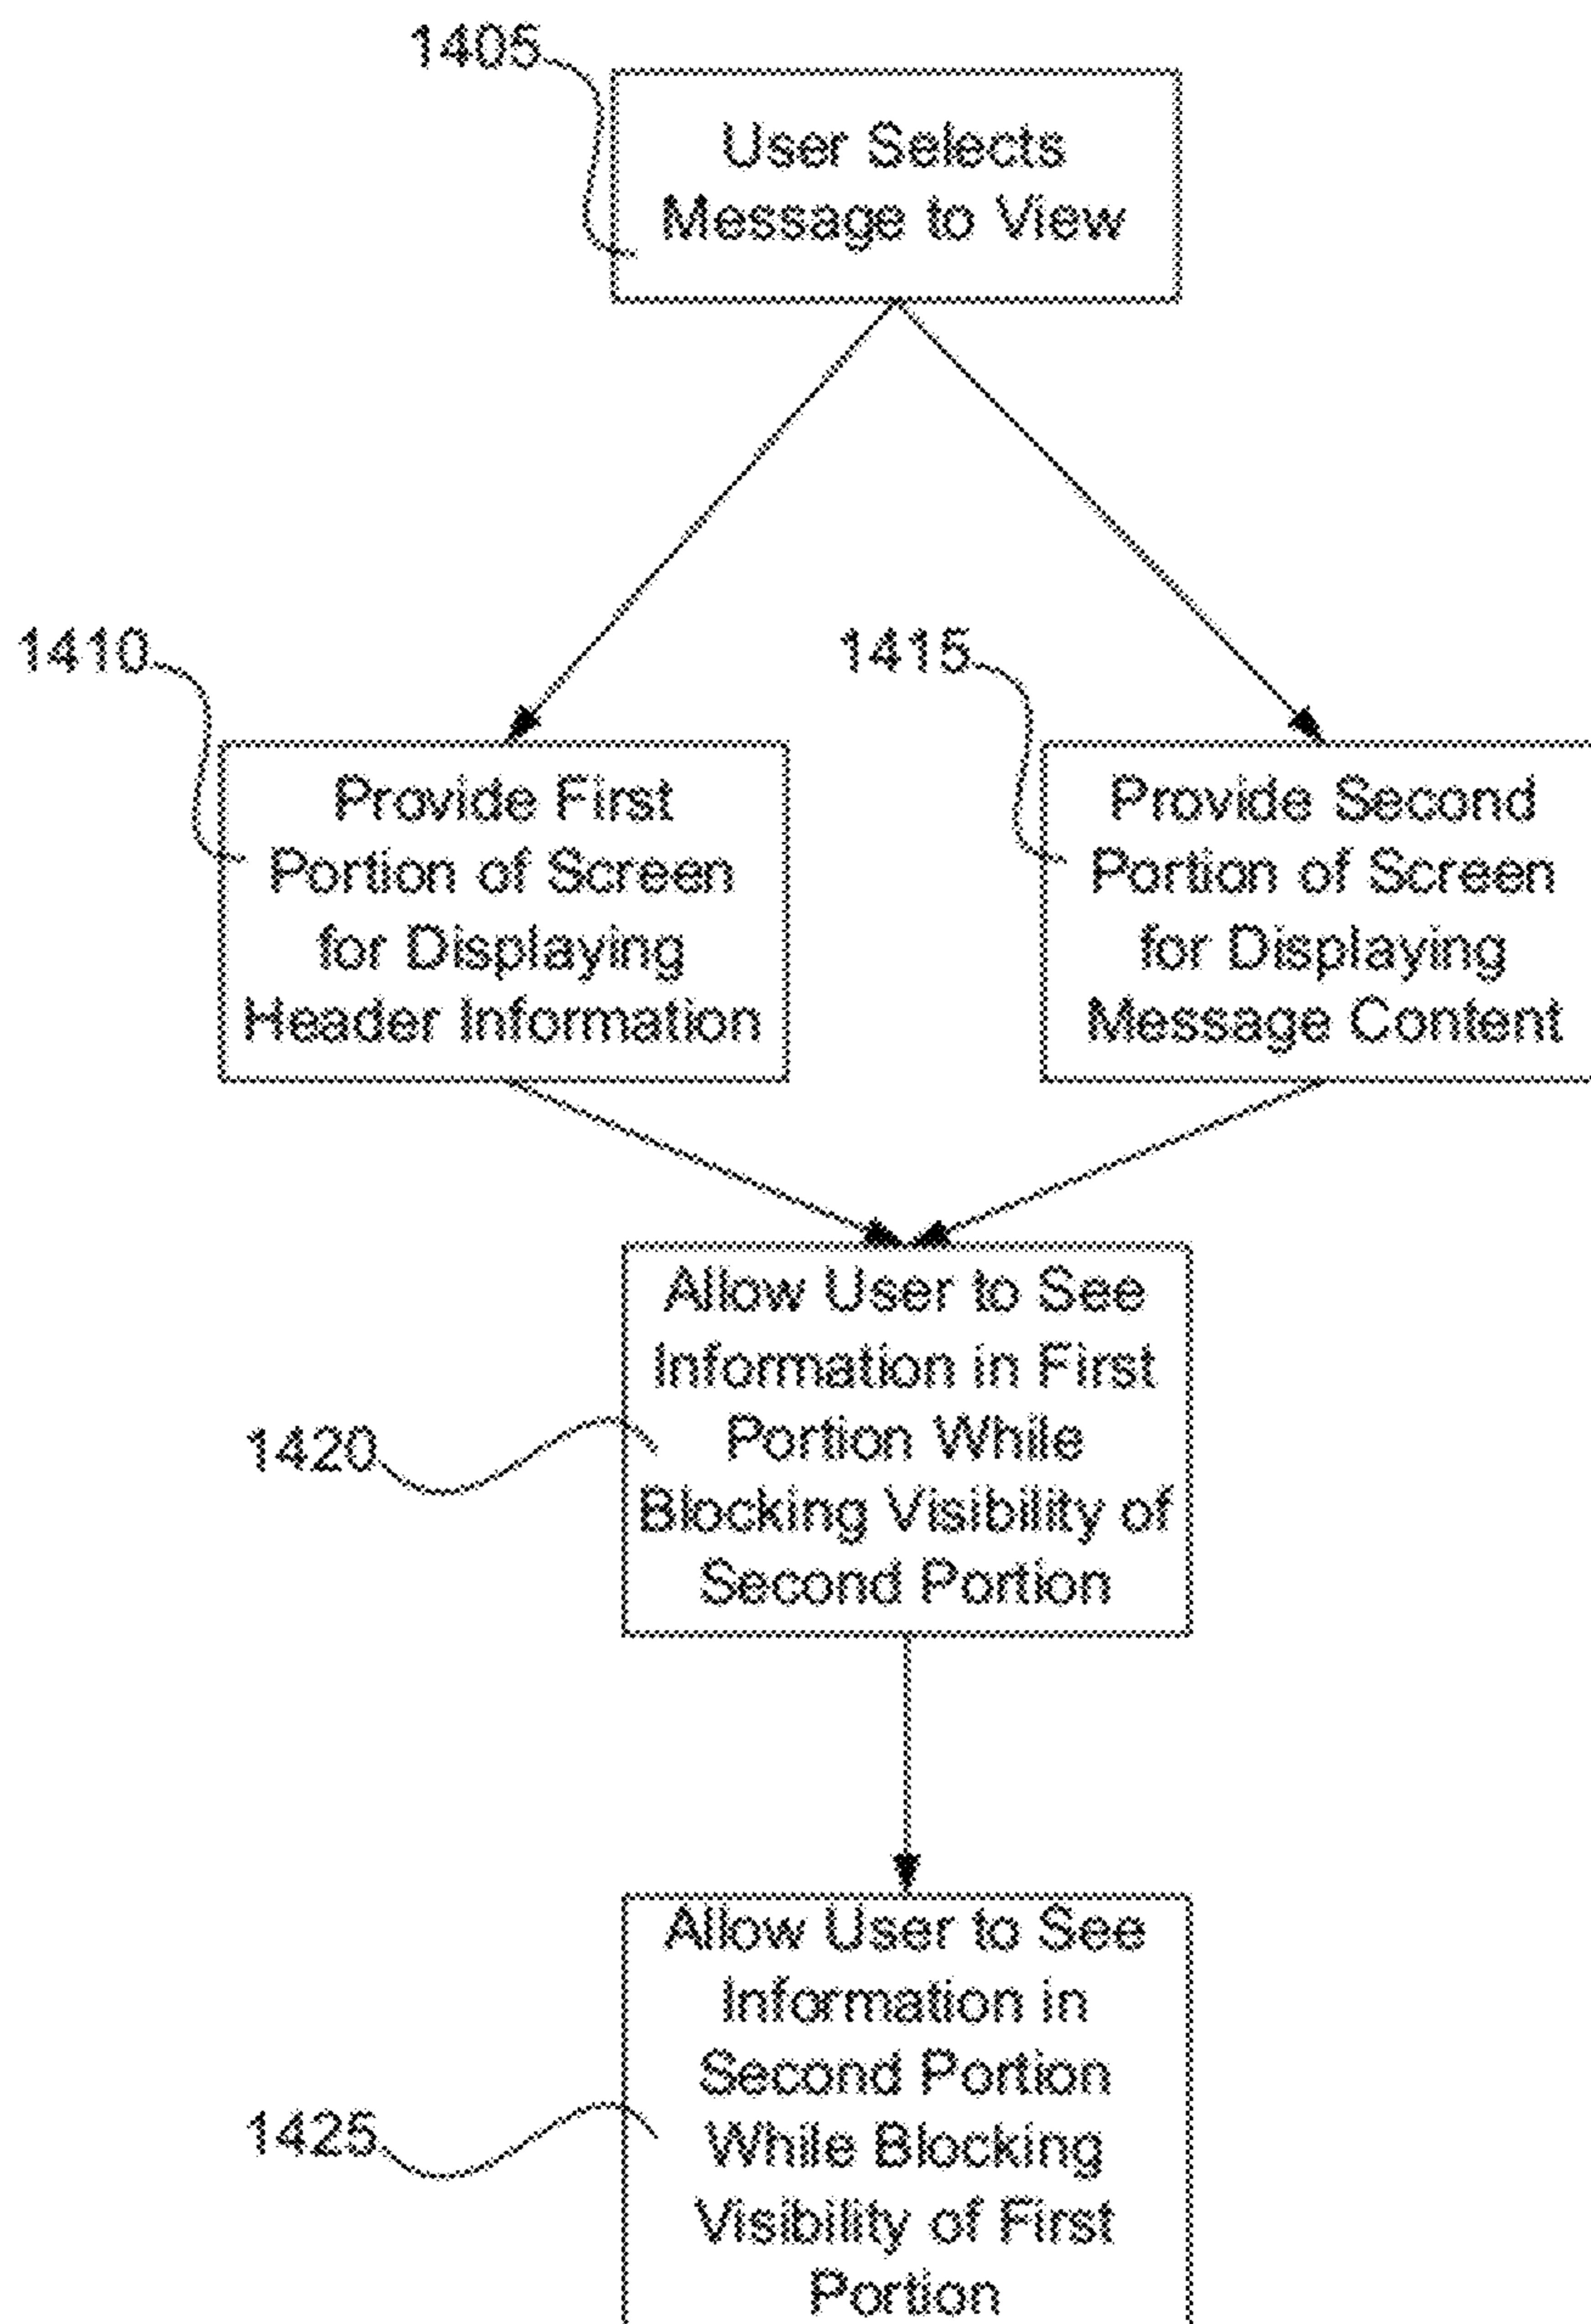 1405
User Selects
Message to View
1410
Provide First
Portion of Screen
for Displaying
Header Information
1415
Provide Second
Portion of Screen
for Displaying
Message Content
1420
Allow User to See
Information in First
Portion While
Blocking Visibility of
Second Portion
1425
Allow User to See
Information in
Second Portion
While Blocking
Visibility of First
Portion